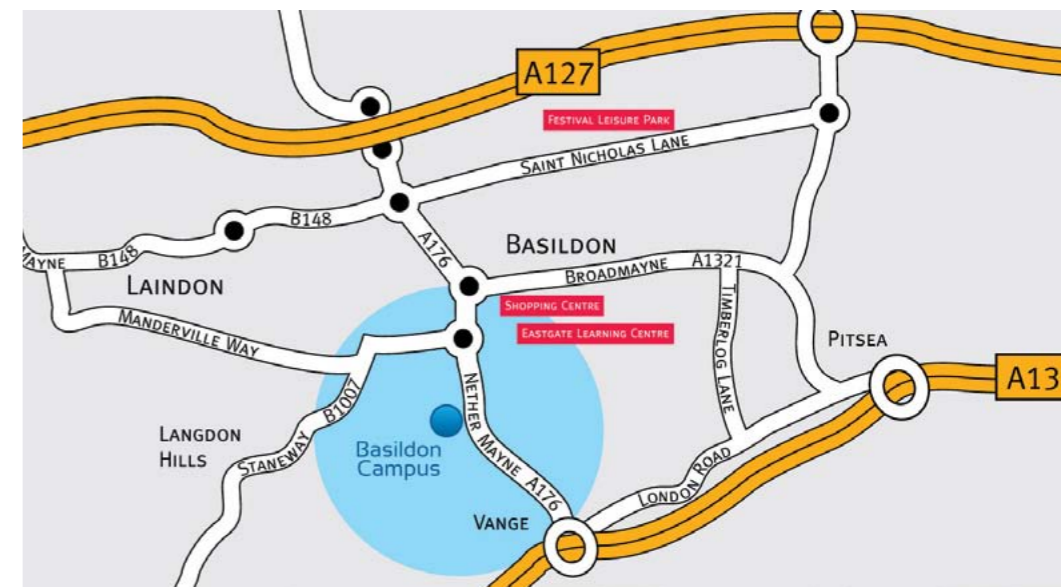 A127
FESTIVAL LEISURE PARK
SAINT NICHOLAS LANE
B148
A176
BASILDON
MAYNE
B148
BROADMAYNE
A1321
LAINDON
SHOPPING CENTRE
MANDERVILLE WAY
EASTGATE LEARNING CENTRE
TIMBERLOG LANE
PITSEA
A13
NETHER MAYNE A176
B1007
STANEWAY
LANGDON
HILLS
Basildon
Campus
LONDON ROAD
VANGE